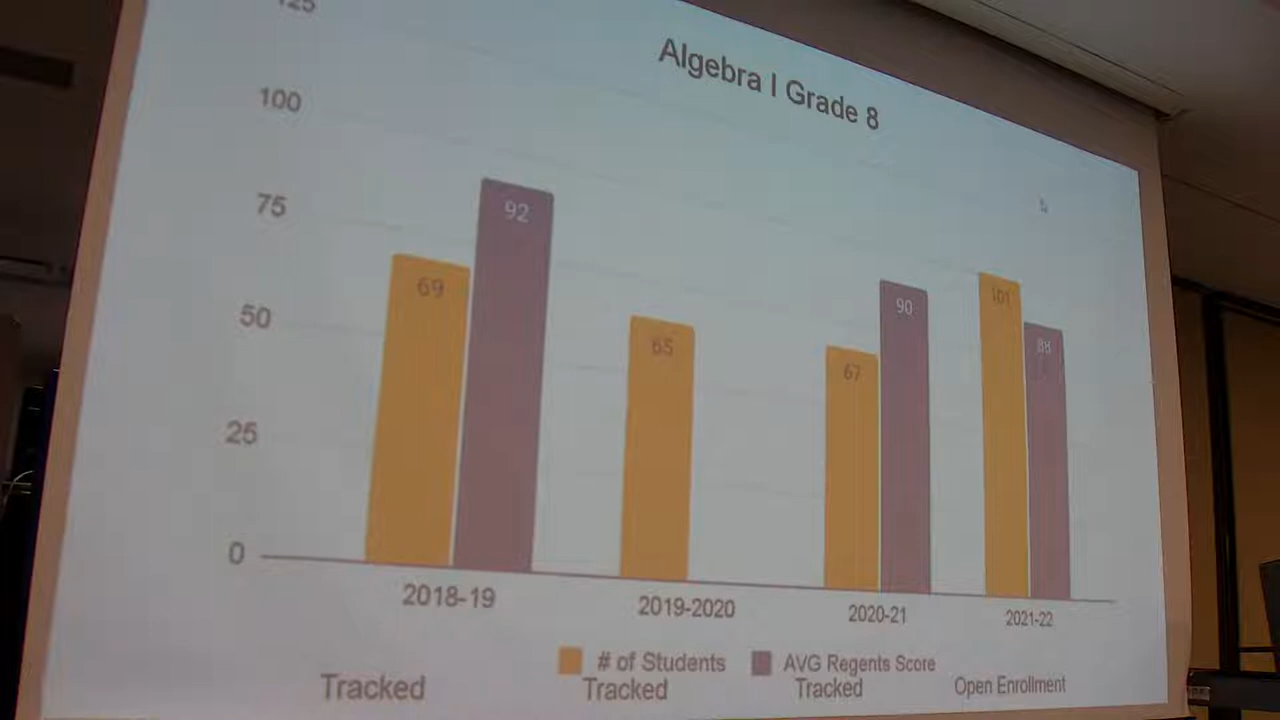 125
Algebra I Grade 8
100
75
50
25
0
69
92
65
67
90
101
88
2018-19
2019-2020
2020-21
2021-22
# of Students
AVG Regents Score
Tracked
Tracked
Tracked
Open Enrollment